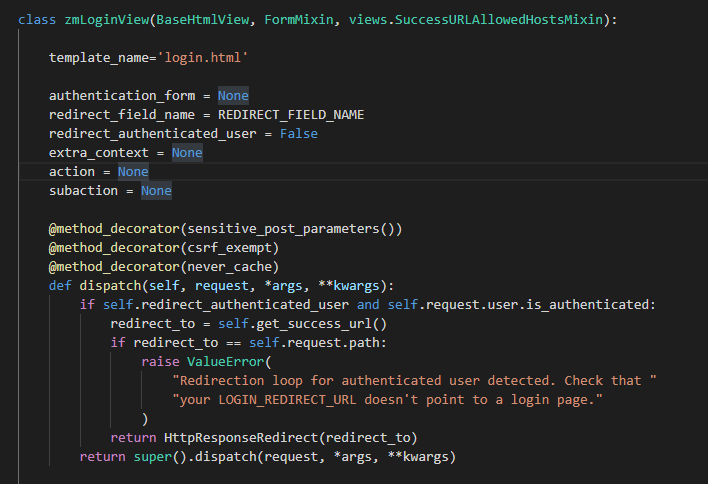 class zmLoginView(BaseHtmlView, FormMixin, views.SuccessURLAllowedHostsMixin):
template_name='login.html'
authentication_form = None
redirect_field_name = REDIRECT_FIELD_NAME
redirect_authenticated_user = False
extra_context = None
action = None
subaction = None
@method_decorator(sensitive_post_parameters())
@method_decorator(csrf_exempt)
@method_decorator(never_cache)
def dispatch(self, request, *args, **kwargs):
if self.redirect_authenticated_user and self.request.user.is_authenticated:
redirect_to = self.get_success_url()
if redirect_to == self.request.path:
raise ValueError(
"Redirection loop for authenticated user detected. Check that "
"your LOGIN_REDIRECT_URL doesn't point to a login page."
)
return HttpResponseRedirect(redirect_to)
return super().dispatch(request, *args, **kwargs)